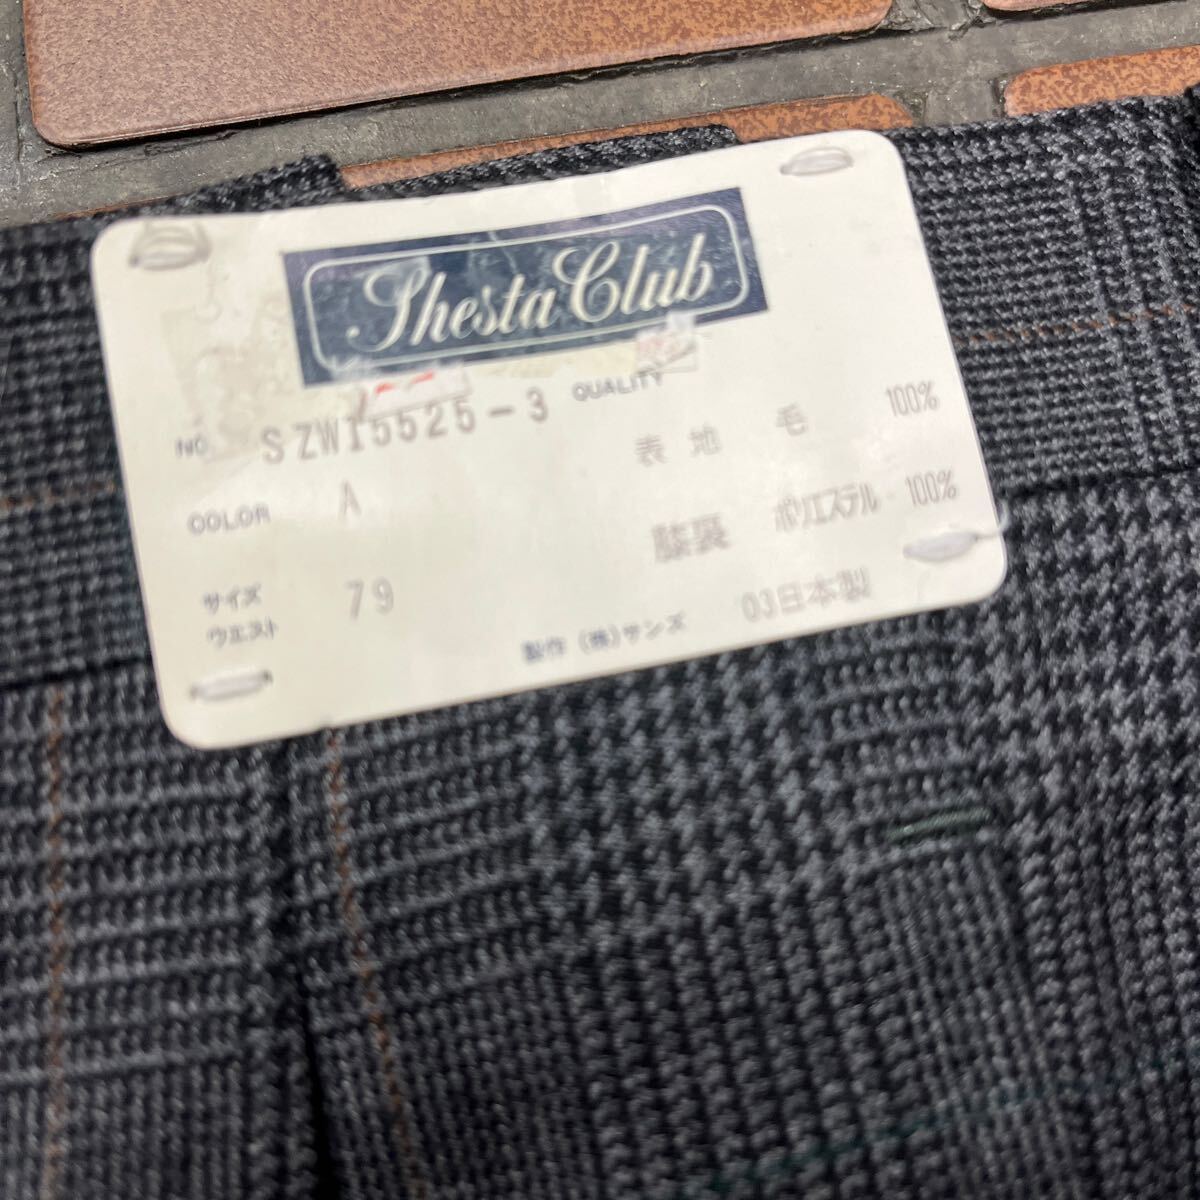 Shesta Club
NO. SZW15525-3
QUALITY
表地 毛 100%
COLOR A
膝裏 ポリエステル 100%
サイズ
ウエスト 79
製作 (株)サンズ 03日本製